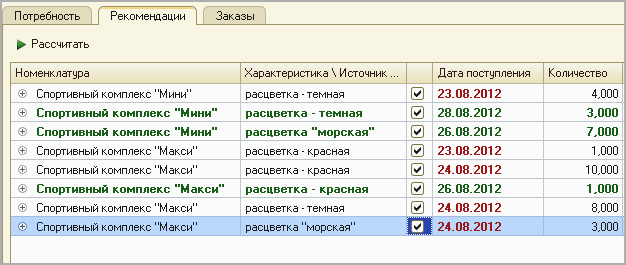 Потребность Рекомендации Заказы
Рассчитать
Номенклатура Характеристика \ Источник ... Дата поступления Количество
Спортивный комплекс "Мини" расцветка - темная 23.08.2012 4,000
Спортивный комплекс "Мини" расцветка - темная 28.08.2012 3,000
Спортивный комплекс "Мини" расцветка "морская" 26.08.2012 7,000
Спортивный комплекс "Макси" расцветка - красная 23.08.2012 1,000
Спортивный комплекс "Макси" расцветка - красная 24.08.2012 10,000
Спортивный комплекс "Макси" расцветка - красная 26.08.2012 1,000
Спортивный комплекс "Макси" расцветка - темная 24.08.2012 8,000
Спортивный комплекс "Макси" расцветка "морская" 24.08.2012 3,000